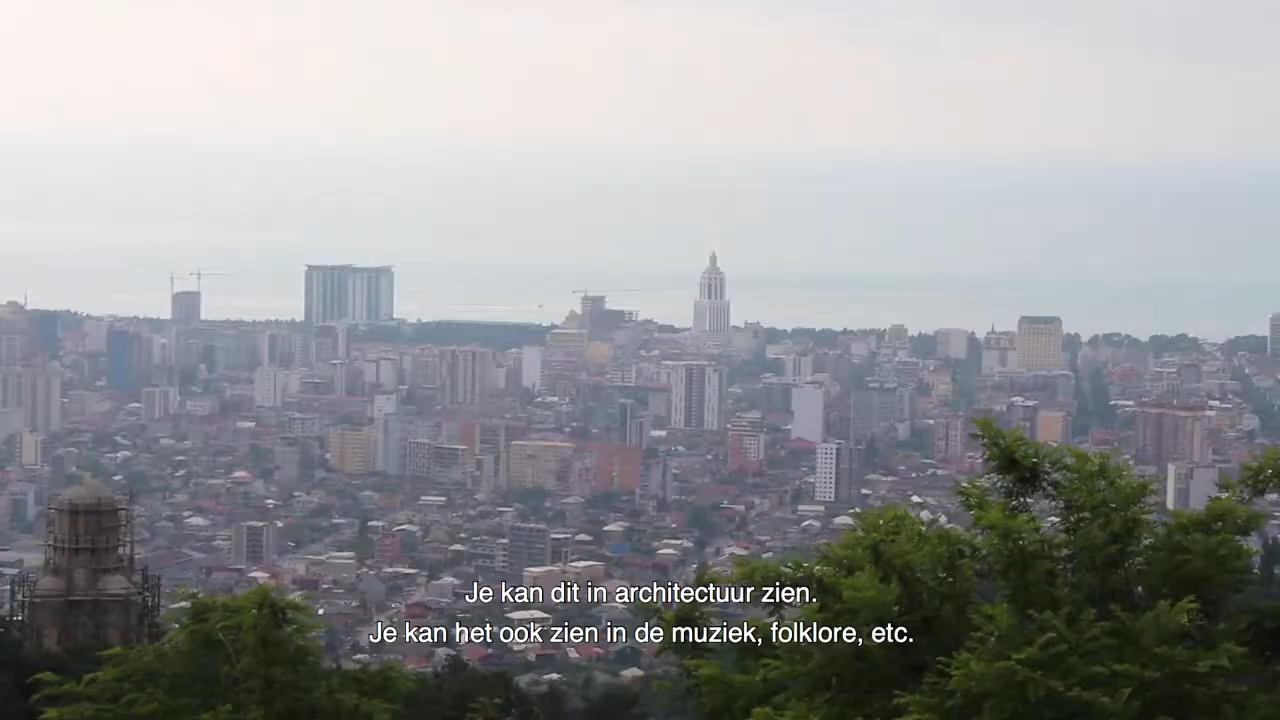 Je kan dit in architectuur zien.
Je kan het ook zien in de muziek, folklore, etc.